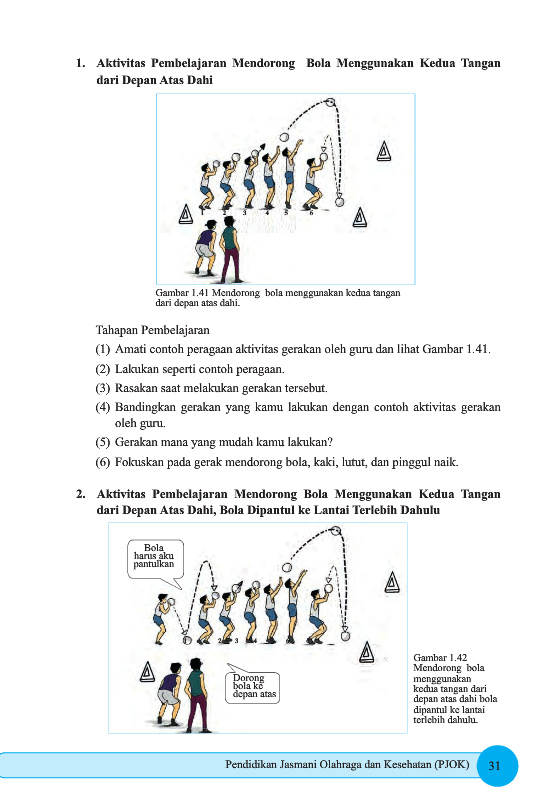 1. Aktivitas Pembelajaran Mendorong Bola Menggunakan Kedua Tangan
dari Depan Atas Dahi
1 2 3 4 5 6
Gambar 1.41 Mendorong bola menggunakan kedua tangan
dari depan atas dahi.
Tahapan Pembelajaran
(1) Amati contoh peragaan aktivitas gerakan oleh guru dan lihat Gambar 1.41.
(2) Lakukan seperti contoh peragaan.
(3) Rasakan saat melakukan gerakan tersebut.
(4) Bandingkan gerakan yang kamu lakukan dengan contoh aktivitas gerakan
oleh guru.
(5) Gerakan mana yang mudah kamu lakukan?
(6) Fokuskan pada gerak mendorong bola, kaki, lutut, dan pinggul naik.
2. Aktivitas Pembelajaran Mendorong Bola Menggunakan Kedua Tangan
dari Depan Atas Dahi, Bola Dipantul ke Lantai Terlebih Dahulu
Bola
harus aku
pantulkan
1 2 3
Dorong
bola ke
depan atas
Gambar 1.42
Mendorong bola
menggunakan
kedua tangan dari
depan atas dahi bola
dipantul ke lantai
terlebih dahulu.
Pendidikan Jasmani Olahraga dan Kesehatan (PJOK) 31